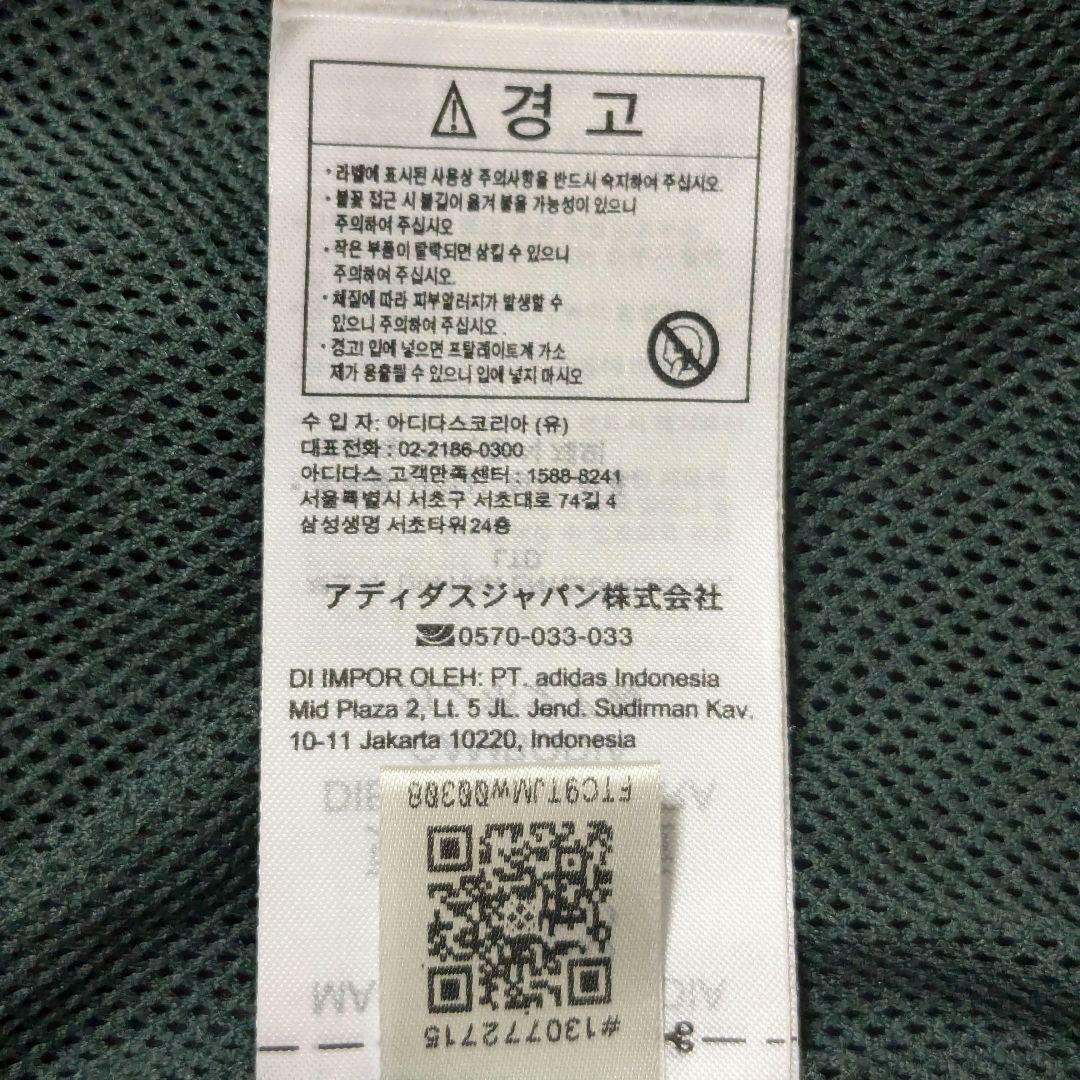 경 고
· 라벨에 표시된 사용상 주의사항을 반드시 숙지하여 주십시오.
· 불꽃 접근 시 불길이 옮겨 붙을 가능성이 있으니
주의하여 주십시오
· 작은 부품이 탈락되면 삼킬 수 있으니
주의하여 주십시오
· 체질에 따라 피부알러지가 발생할 수
있으니 주의하여 주십시오.
· 경고! 입에 넣으면 프탈레이트계 가소
제가 용출될 수 있으니 입에 넣지 마시오
수 입 자: 아디다스코리아 (유)
대표전화 : 02-2186-0300
아디다스 고객만족센터 : 1588-8241
서울특별시 서초구 서초대로 74길 4
삼성생명 서초타워24층
アディダスジャパン株式会社
0570-033-033
DI IMPOR OLEH: PT. adidas Indonesia
Mid Plaza 2, Lt. 5 JL. Jend. Sudirman Kav.
10-11 Jakarta 10220, Indonesia
FTC9TJMw00308
#130772715